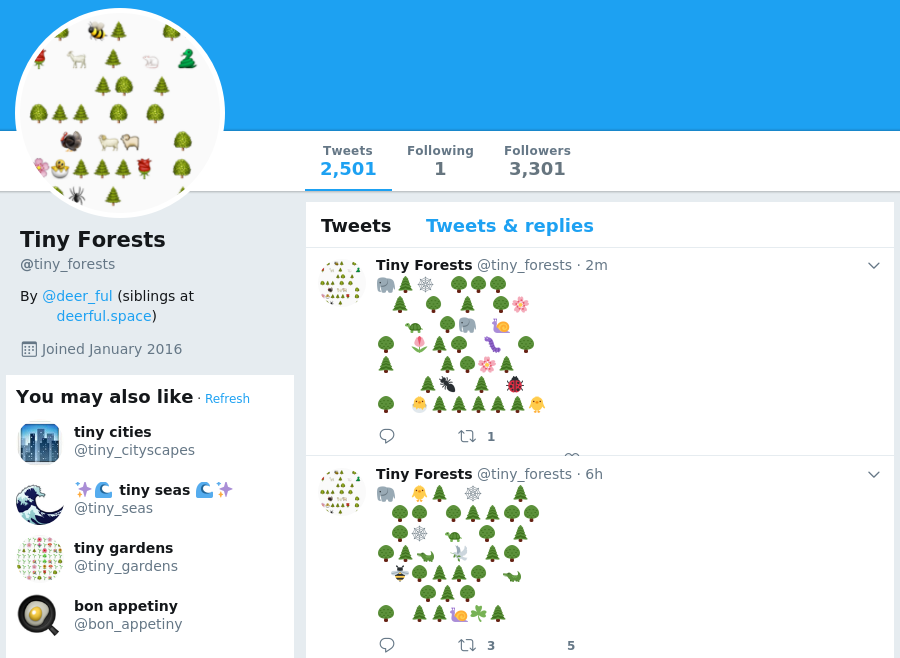 Tweets
2,501
Following
1
Followers
3,301
Tiny Forests
@tiny_forests
By @deer_ful (siblings at
deerful.space)
Joined January 2016
You may also like · Refresh
tiny cities
@tiny_cityscapes
✨🌊 tiny seas 🌊✨
@tiny_seas
tiny gardens
@tiny_gardens
bon appetiny
@bon_appetiny
Tweets Tweets & replies
Tiny Forests @tiny_forests · 2m
🐘🌲🕸 🌳🌳🌳
🌲 🌳 🌲 🌳🌸
🐢 🌳🐘 🐌
🌳 🌷🌲🌳 🐛 🌳
🌲 🌲🌳🌸🌲
🌲🐜 🌲 🐞
🌳 🐣🌲🌲🌲🌲🌲🐥
1
Tiny Forests @tiny_forests · 6h
🐘 🐥🌲 🕸 🌲
🌳🌳 🌳🌲🌲🌳🌳
🌳🕸 🐢 🌳 🌲
🌳🌲🐊 🕊 🌲🌳
🐝🌳🌲🌲🌳 🐊
🌳🌲🌳
🌳 🌲🌲🐌☘🌲
3 5